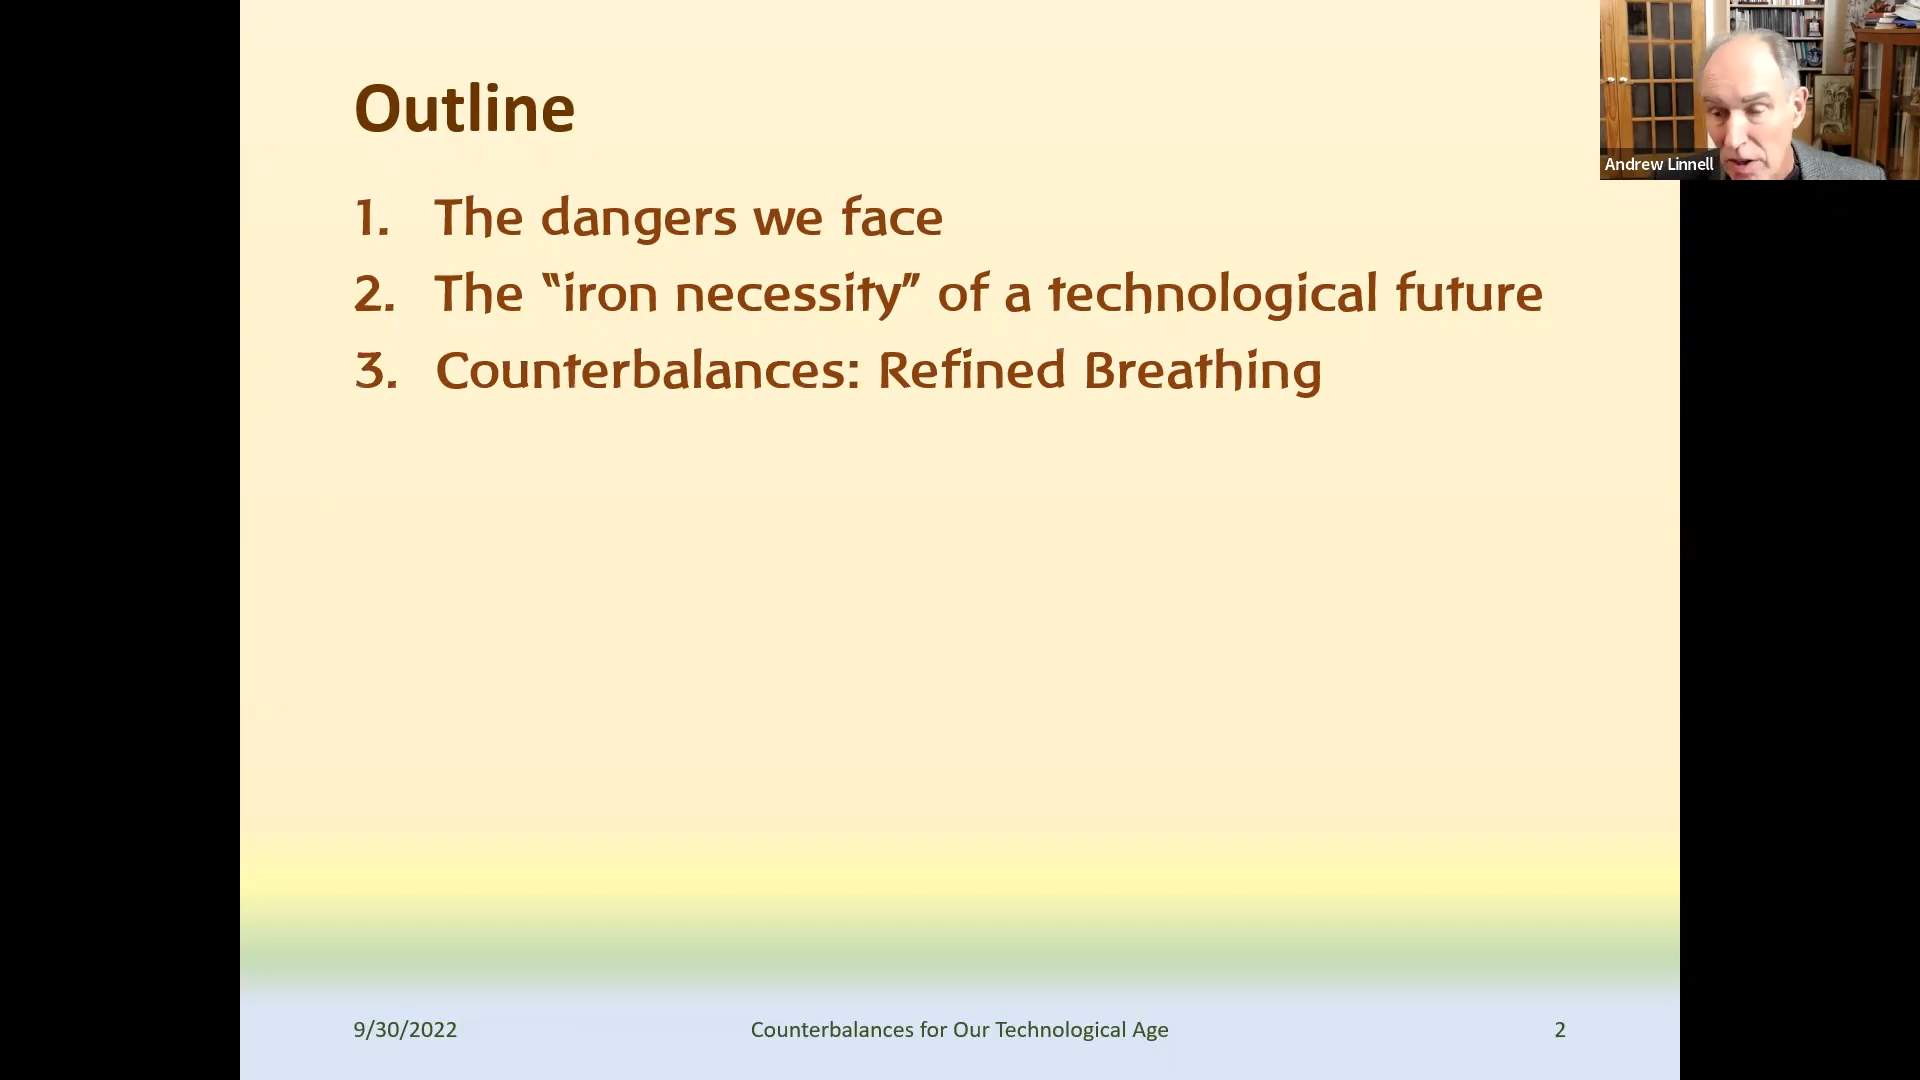 Outline
1. The dangers we face
2. The “iron necessity” of a technological future
3. Counterbalances: Refined Breathing
Andrew Linnell
9/30/2022
Counterbalances for Our Technological Age
2